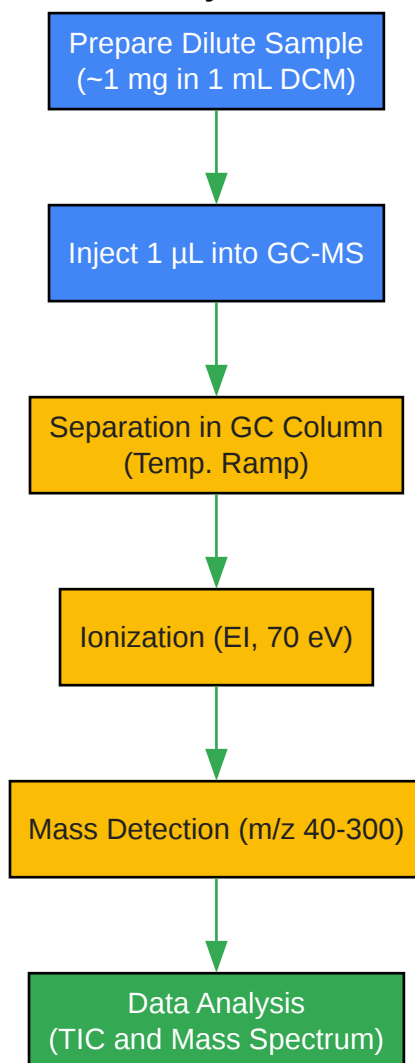 Prepare Dilute Sample
(~1 mg in 1 mL DCM)
Inject 1 µL into GC-MS
Separation in GC Column
(Temp. Ramp)
Ionization (EI, 70 eV)
Mass Detection (m/z 40-300)
Data Analysis
(TIC and Mass Spectrum)